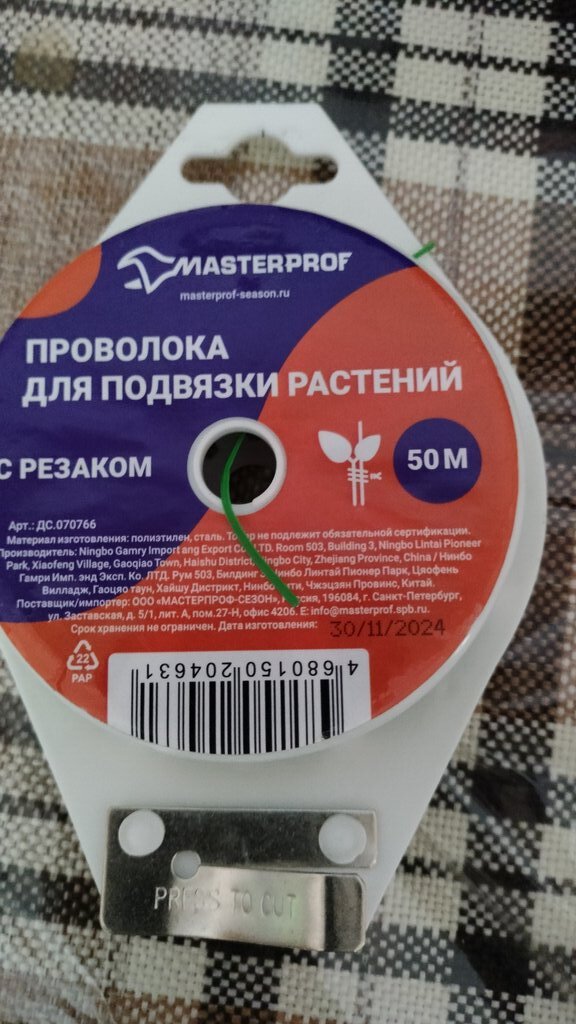 MASTERPROF
masterprof-season.ru
ПРОВОЛОКА
ДЛЯ ПОДВЯЗКИ РАСТЕНИЙ
С РЕЗАКОМ
50 М
Арт.: ДС.070766
Материал изготовления: полиэтилен, сталь. Товар не подлежит обязательной сертификации.
Производитель: Ningbo Gamry Import ang Export Co. LTD. Room 503, Building 3, Ningbo Lintai Pioneer
Park, Xiaofeng Village, Gaoqiao Town, Haishu District, Ningbo City, Zhejiang Province, China / Нинбо
Гамри Имп. энд Эксп. Ко. ЛТД. Рум 503, Билдинг Нинбо Линтай Пионер Парк, Цяофень
Вилладж, Гаоцяо таун, Хайшу Дистрикт, Нинбо Чжэцзян Провинс, Китай.
Поставщик/импортер: ООО «МАСТЕРПРОФ-СЕЗОН», Россия, 196084, г. Санкт-Петербург,
ул. Заставская, д. 5/1, лит. А, пом.27-Н, офис 4206. E: info@masterprof.spb.ru.
Срок хрвнения не ограничен. Дата изготовления: 30/11/2024
22
PAP
4 680150 204631
PRESS TO CUT